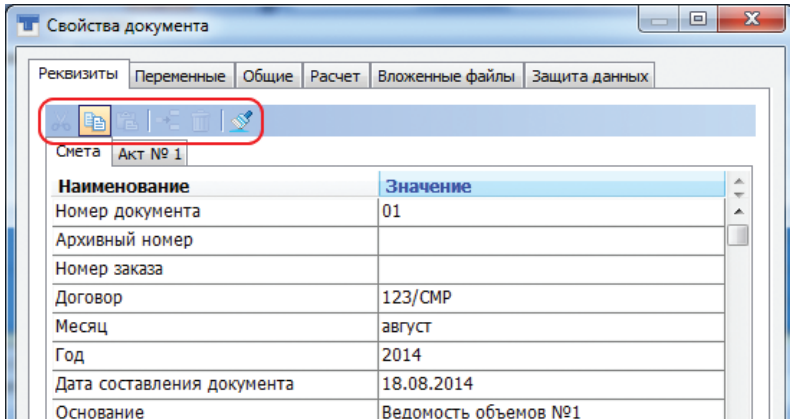 Свойства документа
Реквизиты Переменные Общие Расчет Вложенные файлы Защита данных
Смета Акт № 1
Наименование Значение
Номер документа 01
Архивный номер
Номер заказа
Договор 123/СМР
Месяц август
Год 2014
Дата составления документа 18.08.2014
Основание Ведомость объемов №1